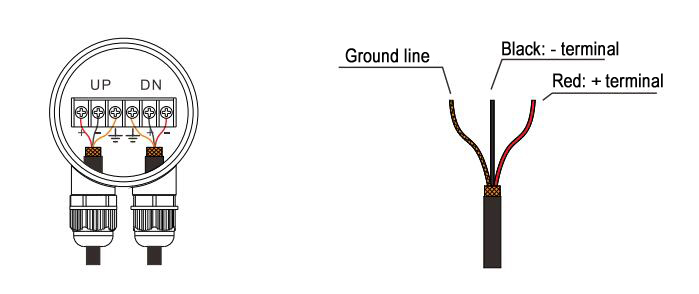 UP DN
+ - + -
Ground line
Black: - terminal
Red: + terminal